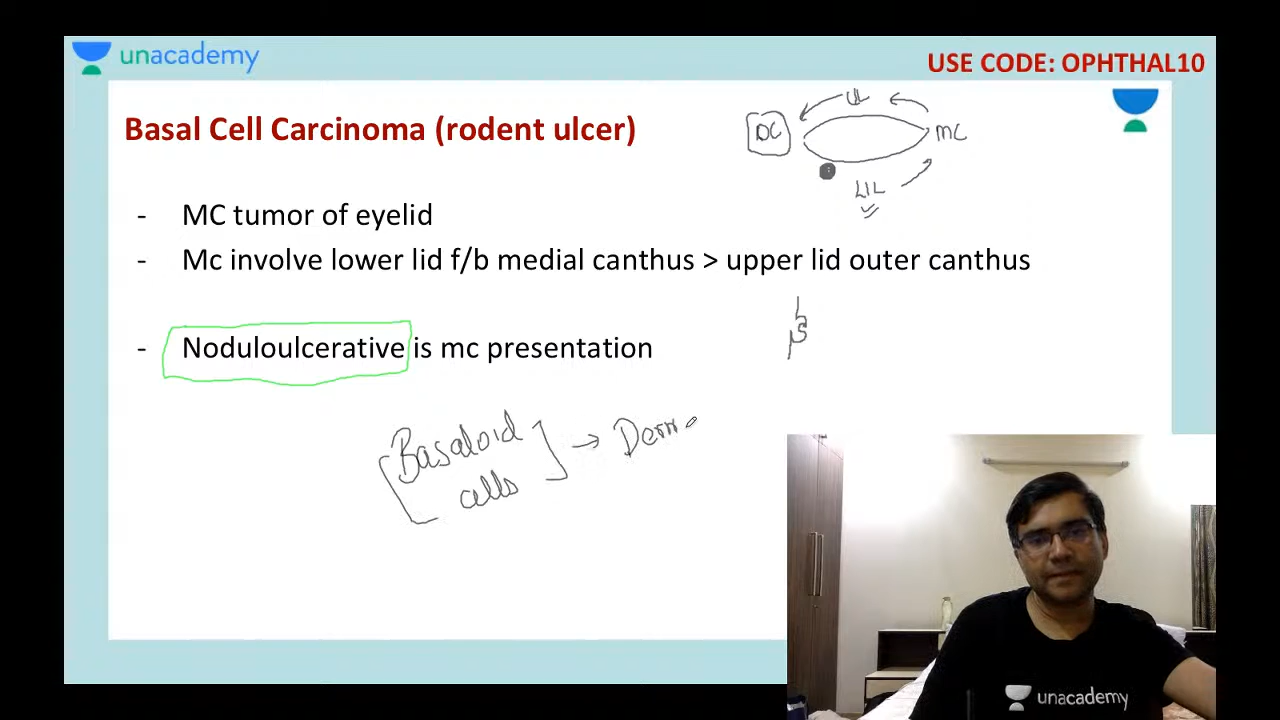 unacademy
USE CODE: OPHTHAL10
Basal Cell Carcinoma (rodent ulcer)
UL
DC
MC
LIL
- MC tumor of eyelid
- Mc involve lower lid f/b medial canthus > upper lid outer canthus
- Noduloulcerative is mc presentation
Basaloid → Derm
cells
unacademy